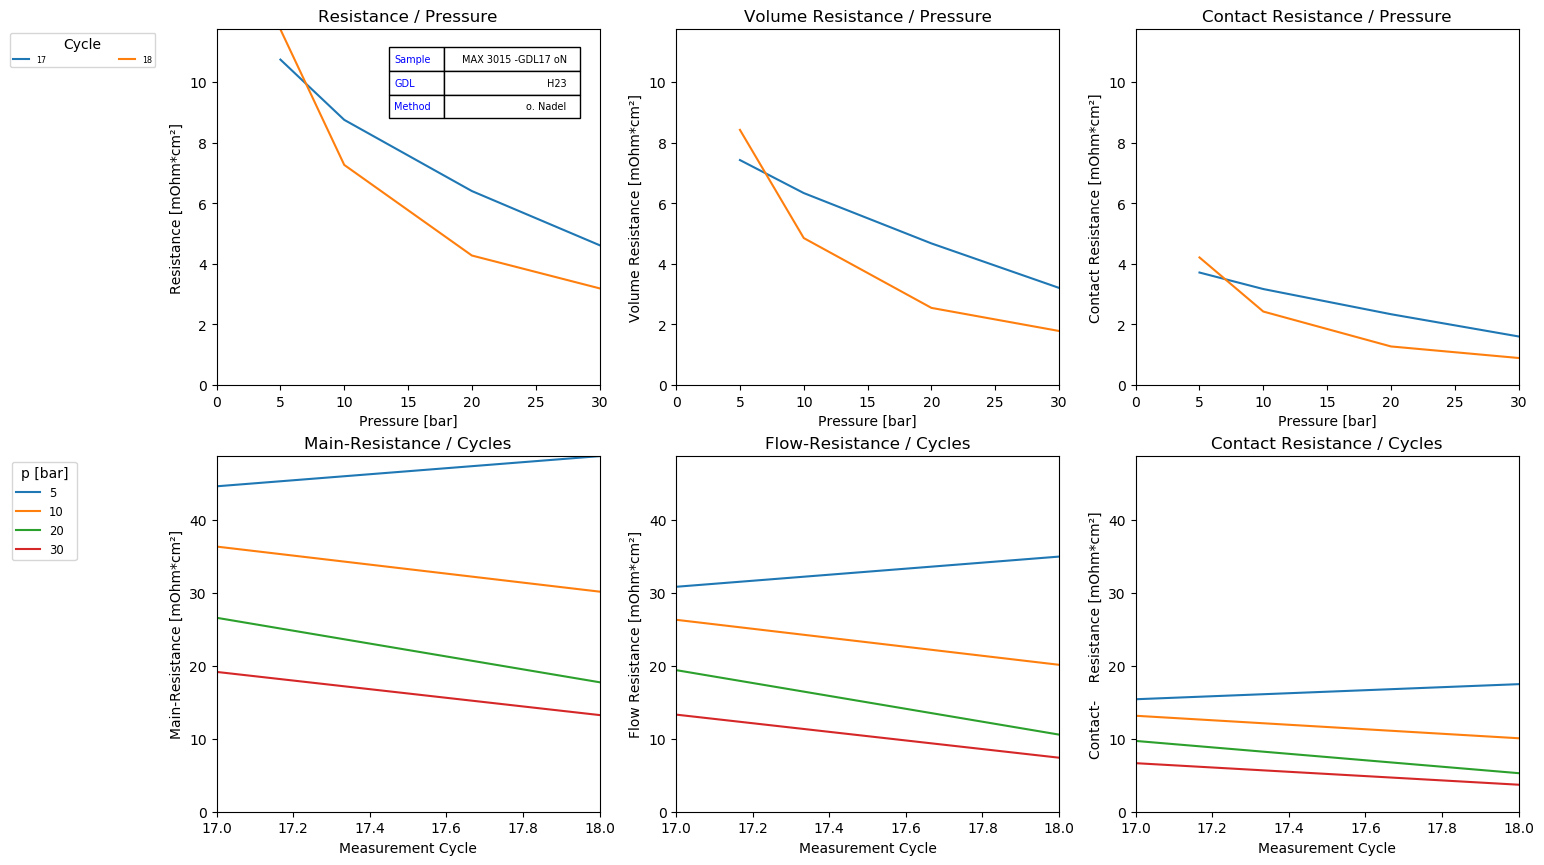 Cycle
17 18
Resistance / Pressure
Resistance [mOhm*cm²]
0 2 4 6 8 10
0 5 10 15 20 25 30
Pressure [bar]
Sample MAX 3015 -GDL17 oN
GDL H23
Method o. Nadel
Volume Resistance / Pressure
Volume Resistance [mOhm*cm²]
0 2 4 6 8 10
0 5 10 15 20 25 30
Pressure [bar]
Contact Resistance / Pressure
Contact Resistance [mOhm*cm²]
0 2 4 6 8 10
0 5 10 15 20 25 30
Pressure [bar]
p [bar]
5
10
20
30
Main-Resistance / Cycles
Main-Resistance [mOhm*cm²]
0 10 20 30 40
17.0 17.2 17.4 17.6 17.8 18.0
Measurement Cycle
Flow-Resistance / Cycles
Flow Resistance [mOhm*cm²]
0 10 20 30 40
17.0 17.2 17.4 17.6 17.8 18.0
Measurement Cycle
Contact Resistance / Cycles
Contact- Resistance [mOhm*cm²]
0 10 20 30 40
17.0 17.2 17.4 17.6 17.8 18.0
Measurement Cycle